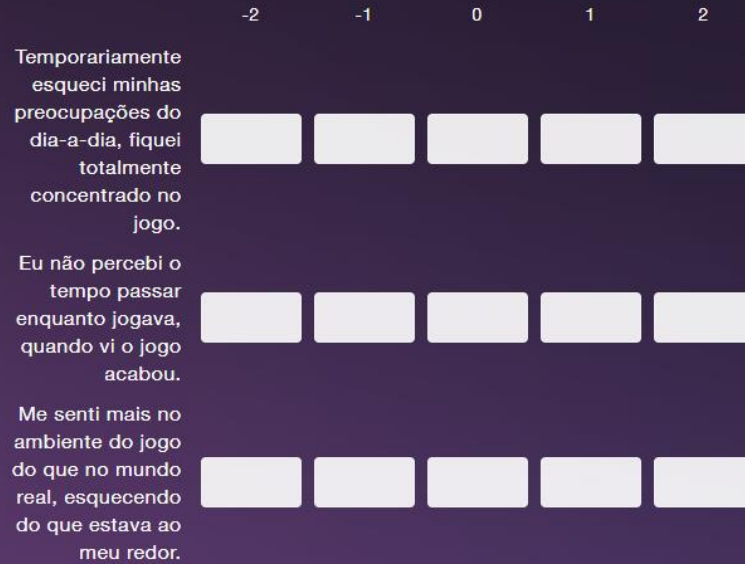 -2 -1 0 1 2
Temporariamente
esqueci minhas
preocupações do
dia-a-dia, fiquei
totalmente
concentrado no
jogo.
Eu não percebi o
tempo passar
enquanto jogava,
quando vi o jogo
acabou.
Me senti mais no
ambiente do jogo
do que no mundo
real, esquecendo
do que estava ao
meu redor.